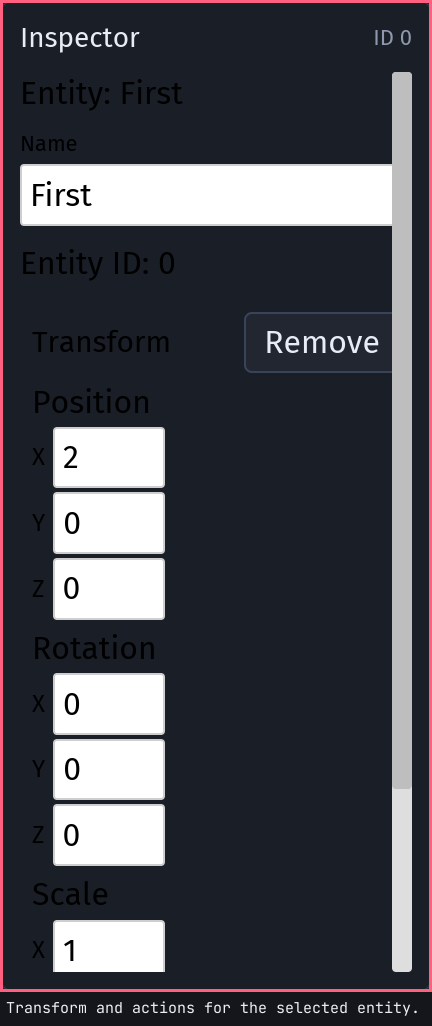 Inspector ID 0
Entity: First
Name
First
Entity ID: 0
Transform Remove
Position
X 2
Y 0
Z 0
Rotation
X 0
Y 0
Z 0
Scale
X 1
Transform and actions for the selected entity.